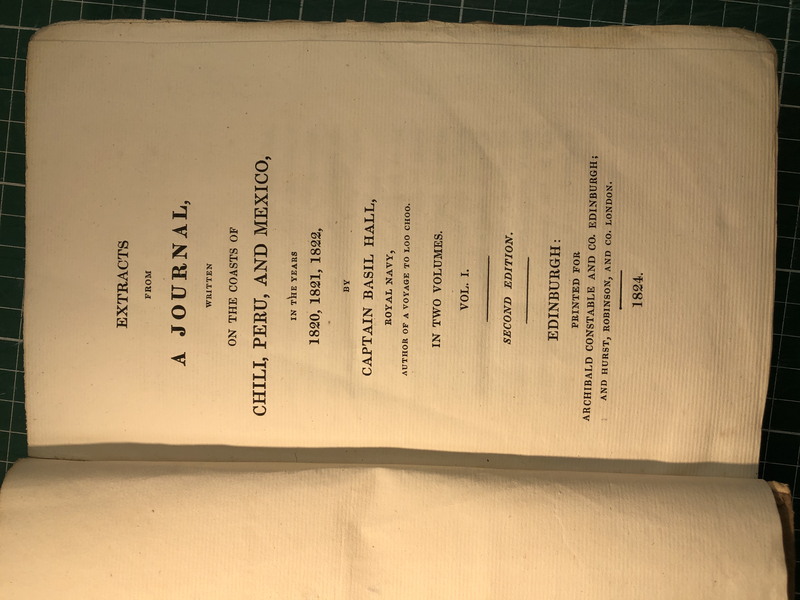 EXTRACTS
FROM
A JOURNAL,
WRITTEN
ON THE COASTS OF
CHILI, PERU, AND MEXICO,
IN THE YEARS
1820, 1821, 1822,
BY
CAPTAIN BASIL HALL,
ROYAL NAVY,
AUTHOR OF A VOYAGE TO LOO CHOO.
IN TWO VOLUMES.
VOL. I.
SECOND EDITION.
EDINBURGH:
PRINTED FOR
ARCHIBALD CONSTABLE AND CO. EDINBURGH;
AND HURST, ROBINSON, AND CO. LONDON.
1824.